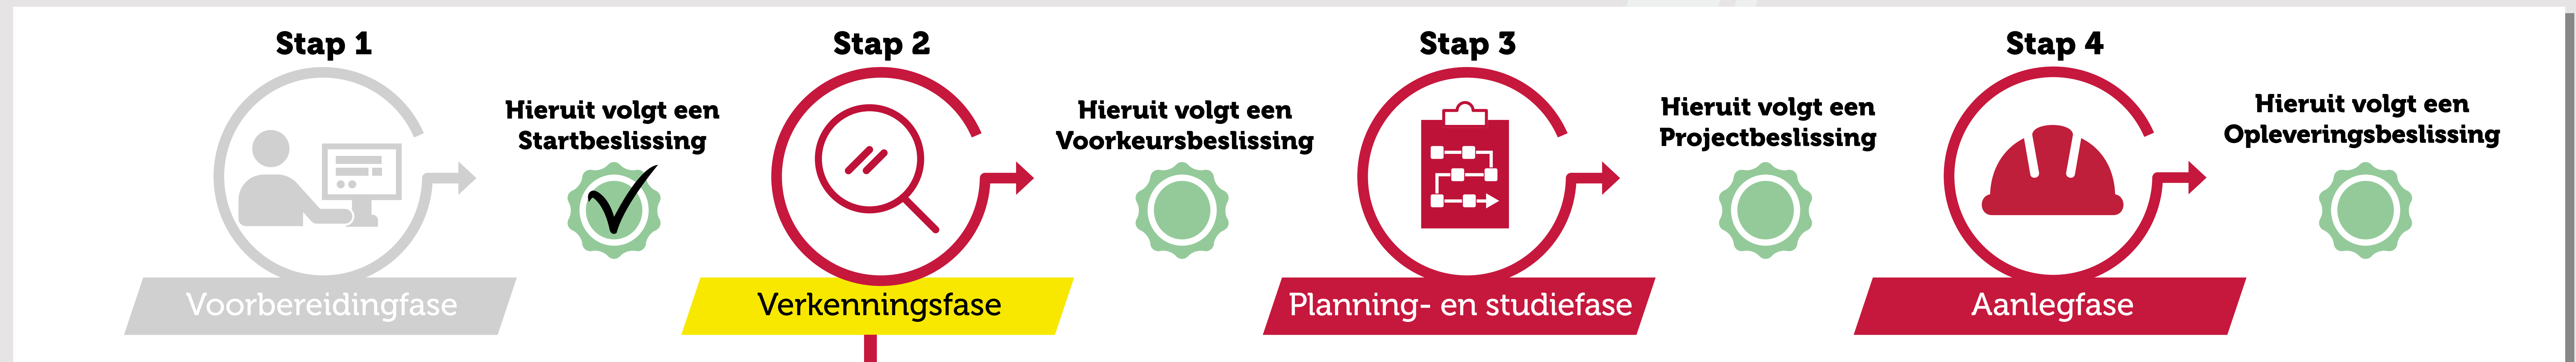 Stap 1
Hieruit volgt een
Startbeslissing
Voorbereidingfase
Stap 2
Hieruit volgt een
Voorkeursbeslissing
Verkenningsfase
Stap 3
Hieruit volgt een
Projectbeslissing
Planning- en studiefase
Stap 4
Hieruit volgt een
Opleveringsbeslissing
Aanlegfase